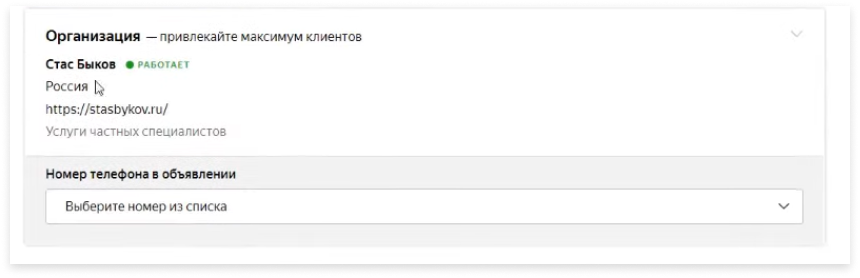 Организация — привлекайте максимум клиентов
Стас Быков ● РАБОТАЕТ
Россия
https://stasbykov.ru/
Услуги частных специалистов
Номер телефона в объявлении
Выберите номер из списка